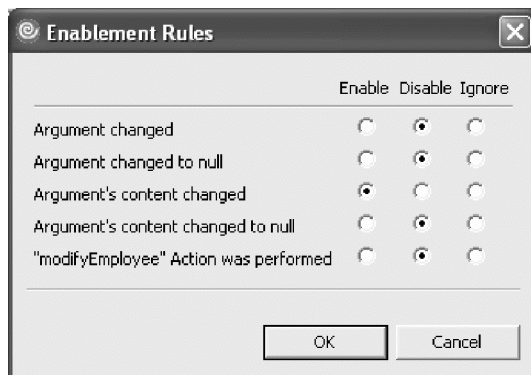 Enablement Rules
Enable Disable Ignore
Argument changed
Argument changed to null
Argument's content changed
Argument's content changed to null
"modifyEmployee" Action was performed
OK Cancel